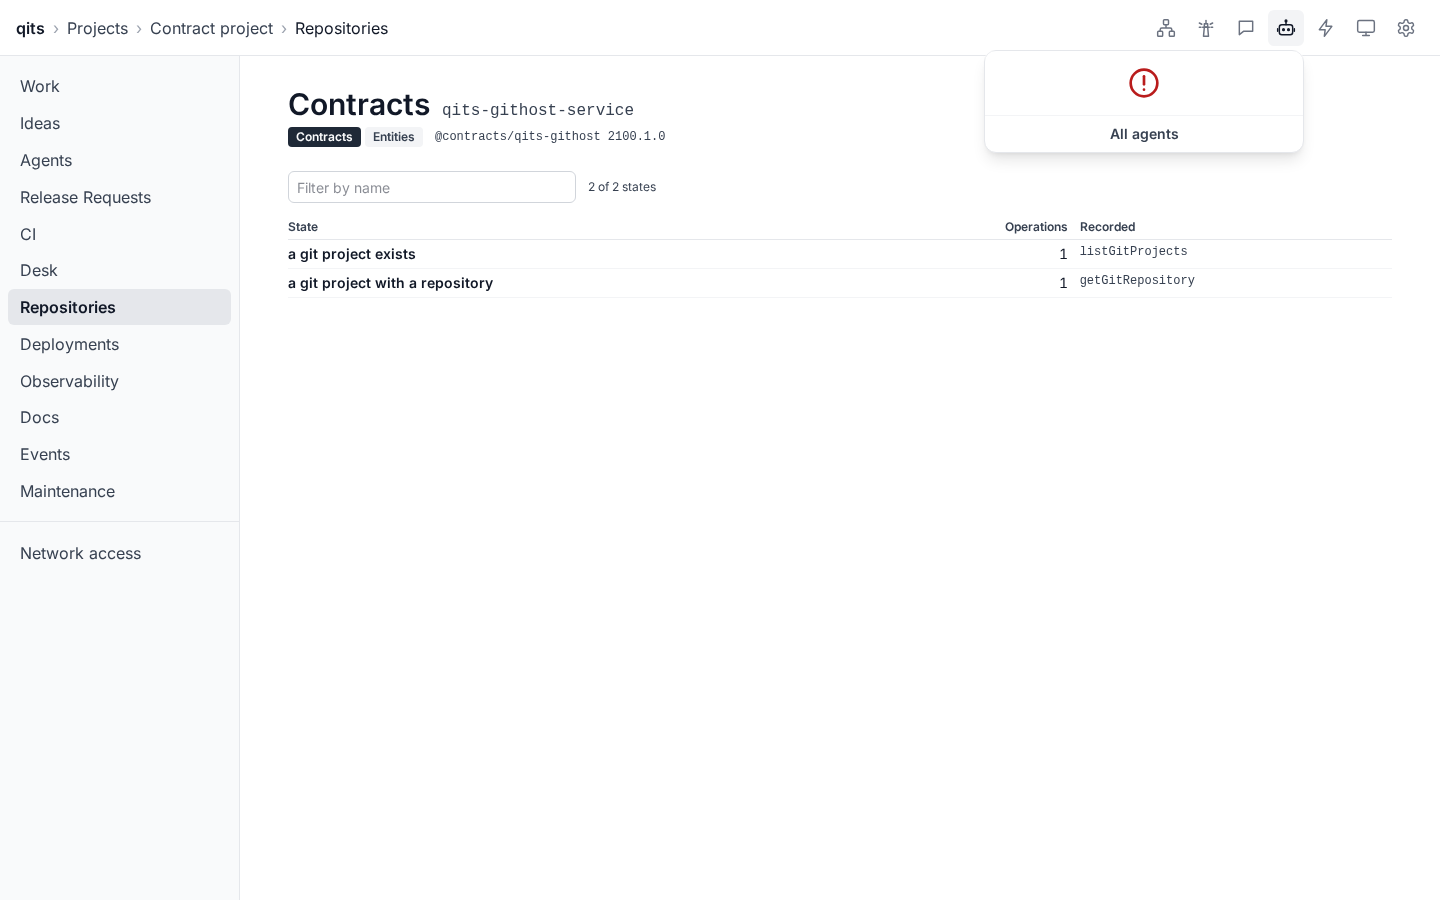 qits › Projects › Contract project › Repositories
All agents
Work
Ideas
Agents
Release Requests
CI
Desk
Repositories
Deployments
Observability
Docs
Events
Maintenance
Network access
Contracts qits-githost-service
Contracts Entities @contracts/qits-githost 2100.1.0
Filter by name 2 of 2 states
State Operations Recorded
a git project exists 1 listGitProjects
a git project with a repository 1 getGitRepository